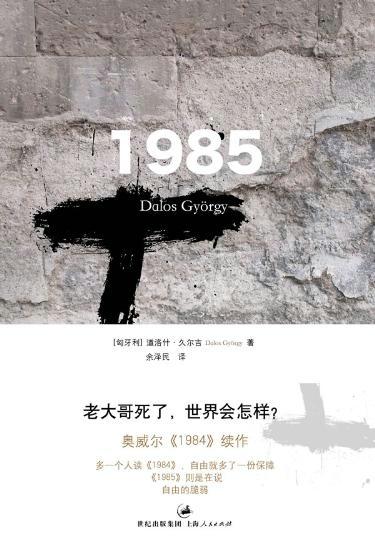 1985
Dalos György
[匈牙利] 道洛什·久尔吉 Dalos György 著
余泽民 译
老大哥死了，世界会怎样?
奥威尔《1984》续作
多一个人读《1984》，自由就多了一份保障
《1985》则是在说
自由的脆弱
世纪出版集团 上海人民出版社